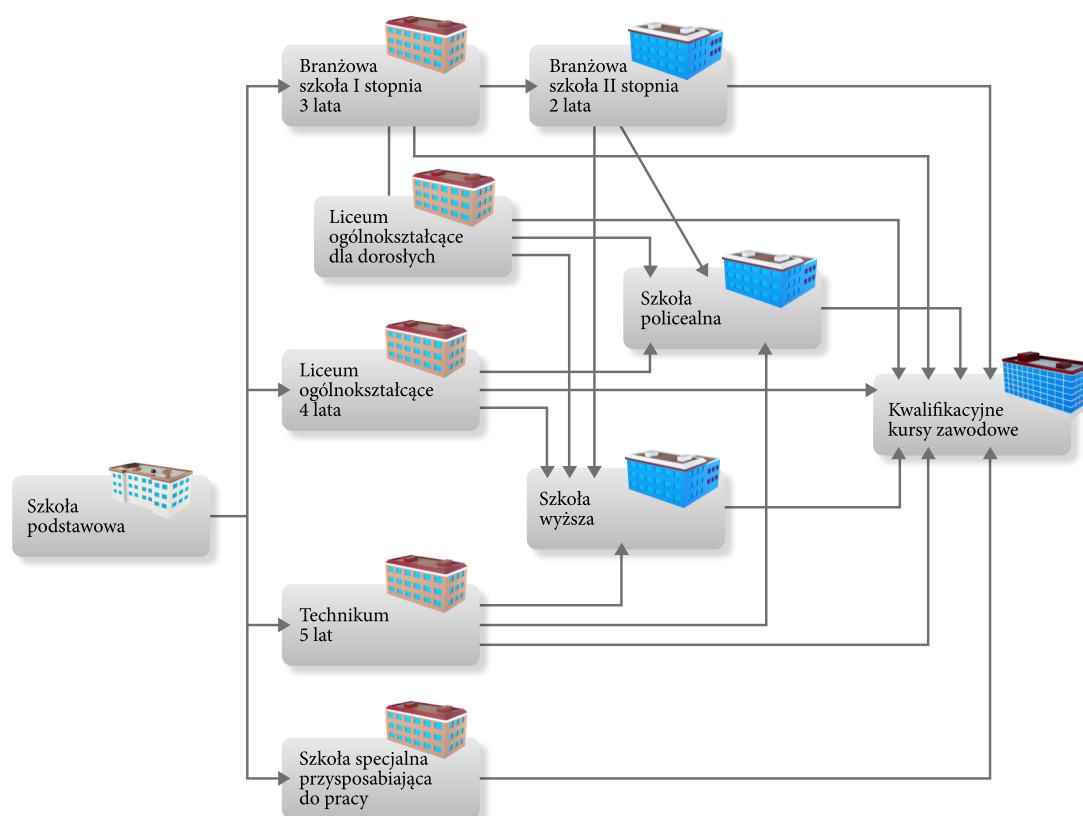 Branżowa
szkoła I stopnia
3 lata
Branżowa
szkoła II stopnia
2 lata
Liceum
ogólnokształcące
dla dorosłych
Szkoła
policealna
Liceum
ogólnokształcące
4 lata
Kwalifikacyjne
kursy zawodowe
Szkoła
podstawowa
Szkoła
wyższa
Technikum
5 lat
Szkoła specjalna
przysposabiająca
do pracy